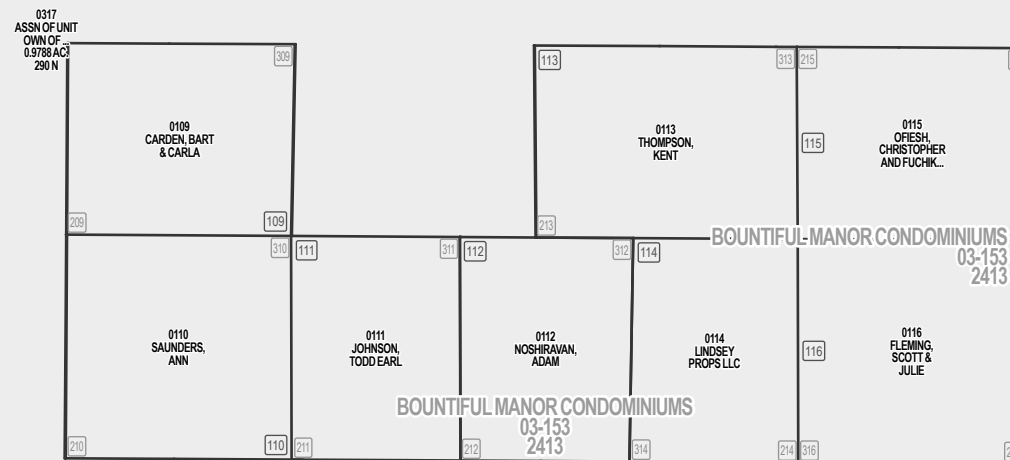 0317
ASSN OF UNIT
OWN OF ...
0.9788 AC.
290 N
309
0109
CARDEN, BART
& CARLA
209
109
113
313
0113
THOMPSON,
KENT
213
215
115
0115
OFIESH,
CHRISTOPHER
AND FUCHIK...
BOUNTIFUL MANOR CONDOMINIUMS
03-153
2413
310
0110
SAUNDERS,
ANN
210
110
111
311
0111
JOHNSON,
TODD EARL
211
112
312
0112
NOSHIRAVAN,
ADAM
212
114
0114
LINDSEY
PROPS LLC
314
214
116
0116
FLEMING,
SCOTT &
JULIE
316
BOUNTIFUL MANOR CONDOMINIUMS
03-153
2413